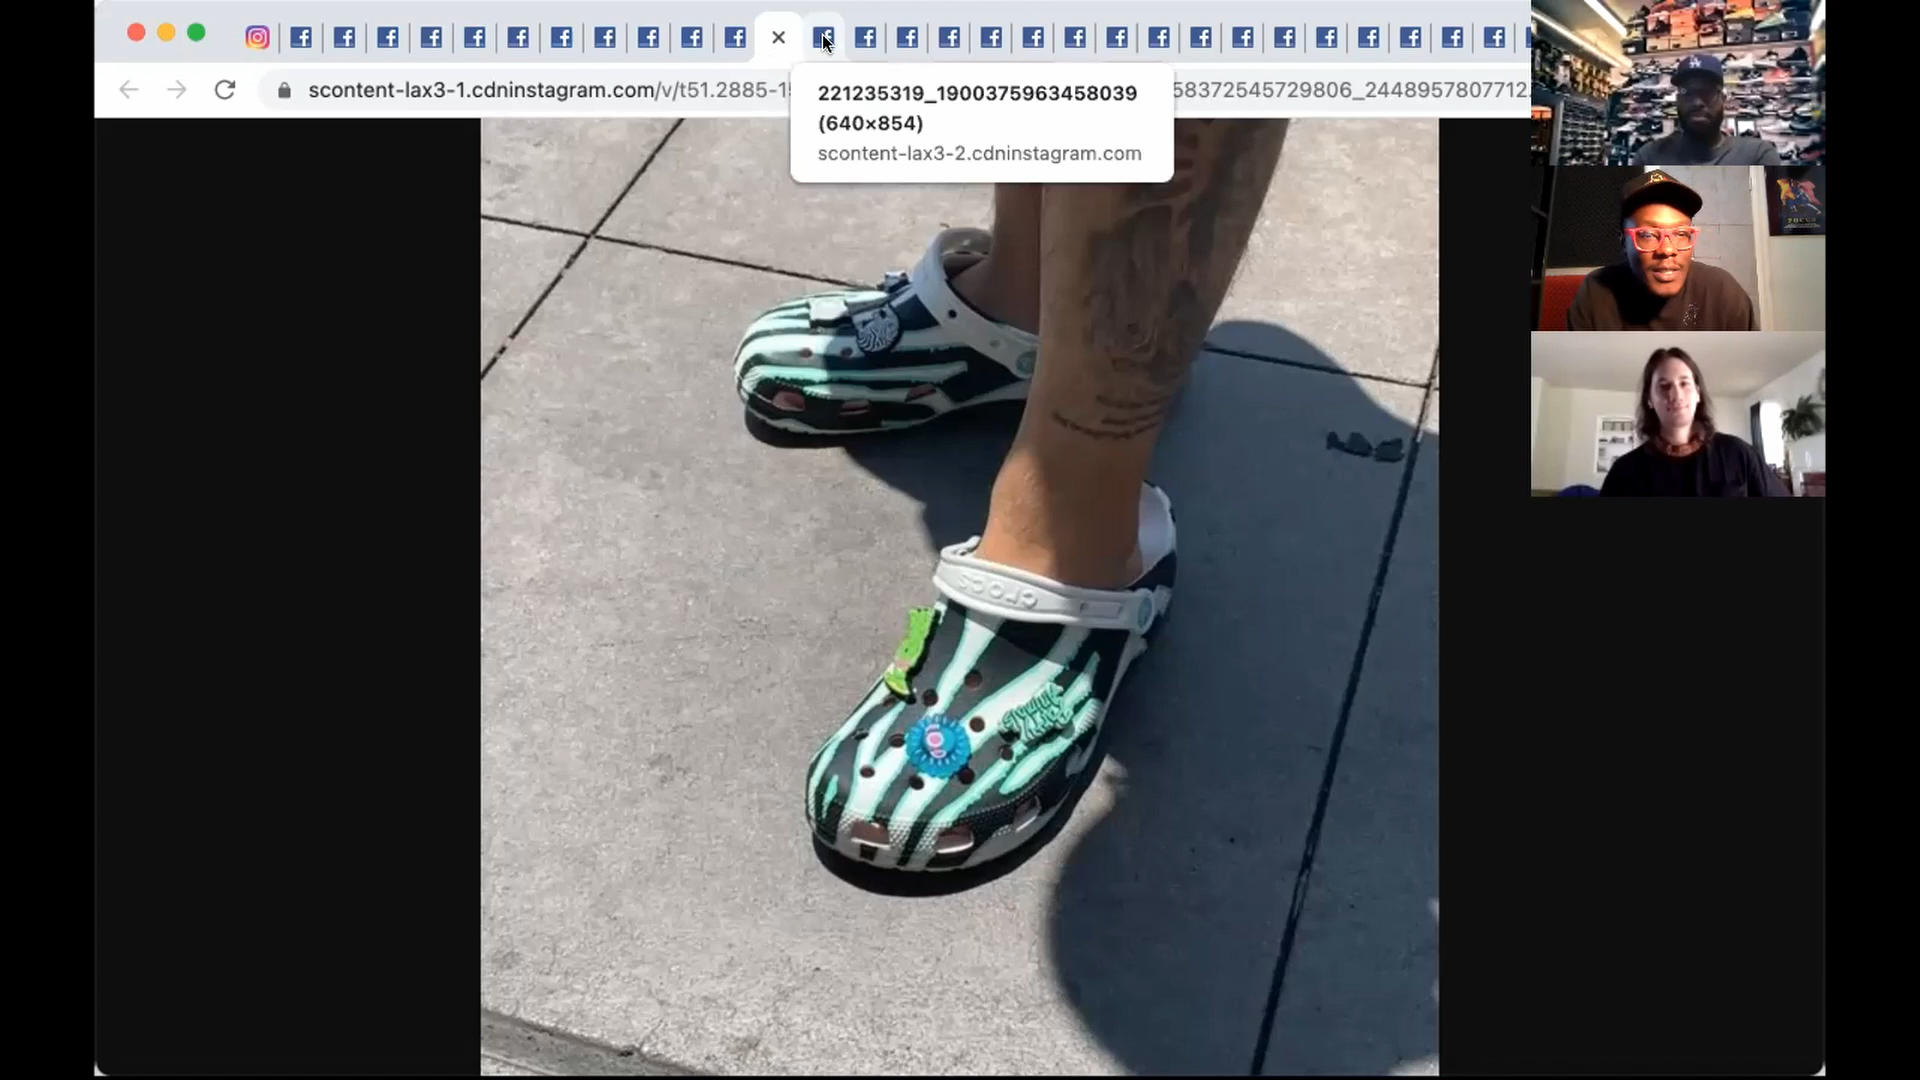 scontent-lax3-1.cdninstagram.com/v/t51.2885-1
58372545729806_2448957807712
221235319_1900375963458039
(640×854)
scontent-lax3-2.cdninstagram.com
crocs